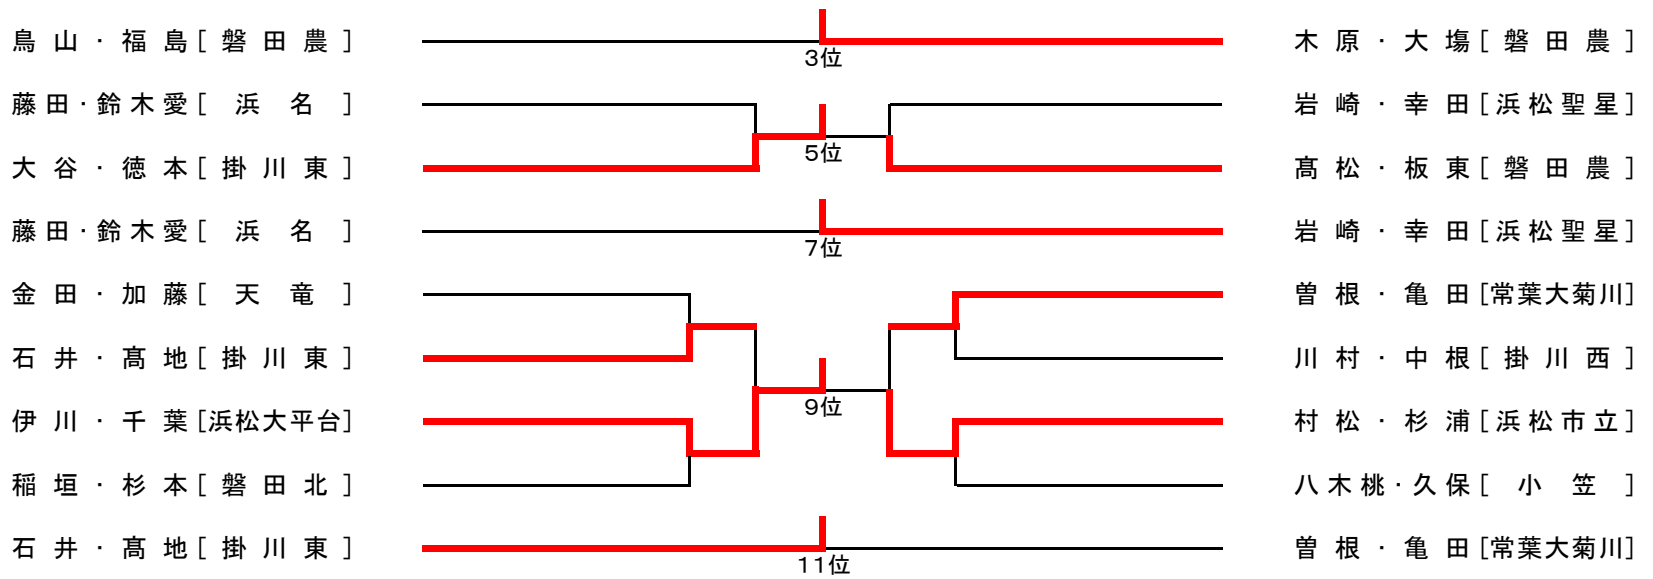 鳥山・福島[磐田農] 木原・大塲[磐田農]
3位
藤田・鈴木愛[浜名] 岩崎・幸田[浜松聖星]
5位
大谷・徳本[掛川東] 髙松・板東[磐田農]
藤田・鈴木愛[浜名] 岩崎・幸田[浜松聖星]
7位
金田・加藤[天竜] 曽根・亀田[常葉大菊川]
石井・髙地[掛川東] 川村・中根[掛川西]
9位
伊川・千葉[浜松大平台] 村松・杉浦[浜松市立]
稲垣・杉本[磐田北] 八木桃・久保[小笠]
石井・髙地[掛川東] 曽根・亀田[常葉大菊川]
11位